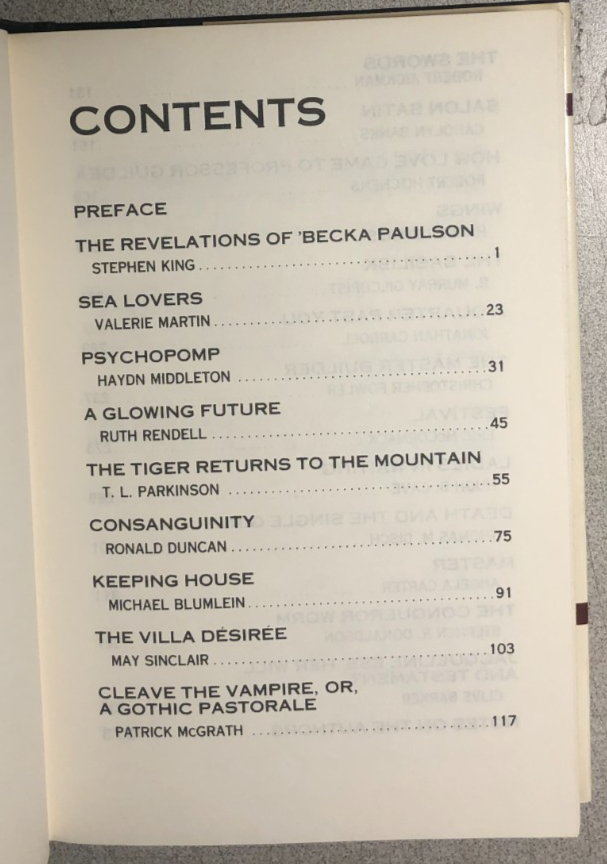 CONTENTS
PREFACE
THE REVELATIONS OF 'BECKA PAULSON
STEPHEN KING . . . . . . . . . . . . . . . . . . . . . . . . . . . . . . . . . . . . 1
SEA LOVERS
VALERIE MARTIN . . . . . . . . . . . . . . . . . . . . . . . . . . . . . . . . . 23
PSYCHOPOMP
HAYDN MIDDLETON . . . . . . . . . . . . . . . . . . . . . . . . . . . . . . 31
A GLOWING FUTURE
RUTH RENDELL . . . . . . . . . . . . . . . . . . . . . . . . . . . . . . . . . 45
THE TIGER RETURNS TO THE MOUNTAIN
T. L. PARKINSON . . . . . . . . . . . . . . . . . . . . . . . . . . . . . . . . 55
CONSANGUINITY
RONALD DUNCAN . . . . . . . . . . . . . . . . . . . . . . . . . . . . . . . . 75
KEEPING HOUSE
MICHAEL BLUMLEIN . . . . . . . . . . . . . . . . . . . . . . . . . . . . . . 91
THE VILLA DÉSIRÉE
MAY SINCLAIR . . . . . . . . . . . . . . . . . . . . . . . . . . . . . . . . . 103
CLEAVE THE VAMPIRE, OR,
A GOTHIC PASTORALE
PATRICK McGRATH . . . . . . . . . . . . . . . . . . . . . . . . . . . . . 117